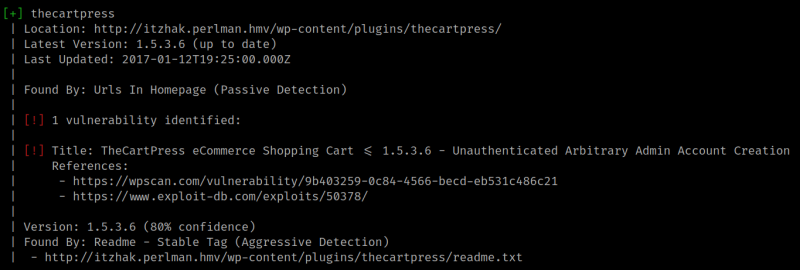 [+] thecartpress
| Location: http://itzhak.perlman.hmv/wp-content/plugins/thecartpress/
| Latest Version: 1.5.3.6 (up to date)
| Last Updated: 2017-01-12T19:25:00.000Z
|
| Found By: Urls In Homepage (Passive Detection)
|
| [!] 1 vulnerability identified:
|
| [!] Title: TheCartPress eCommerce Shopping Cart ≤ 1.5.3.6 - Unauthenticated Arbitrary Admin Account Creation
|     References:
|      - https://wpscan.com/vulnerability/9b403259-0c84-4566-becd-eb531c486c21
|      - https://www.exploit-db.com/exploits/50378/
|
| Version: 1.5.3.6 (80% confidence)
| Found By: Readme - Stable Tag (Aggressive Detection)
|  - http://itzhak.perlman.hmv/wp-content/plugins/thecartpress/readme.txt